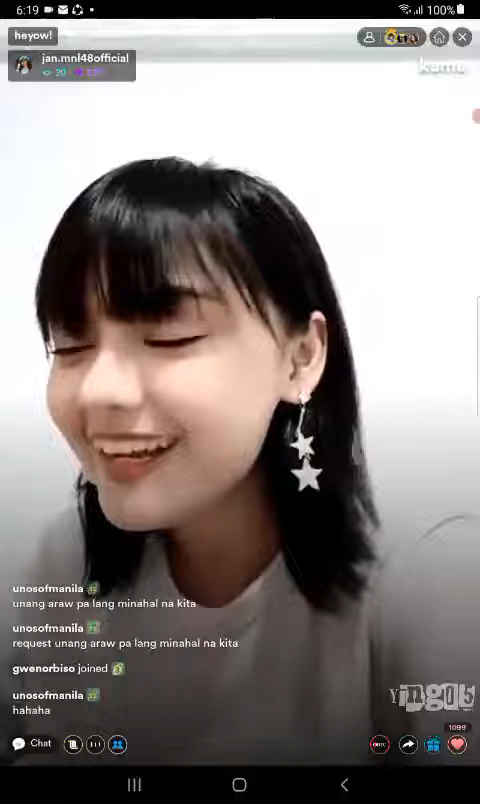 6:19
100%
heyow!
jan.mnl48official
kumu
unosofmanila
unang araw pa lang minahal na kita
unosofmanila
request unang araw pa lang minahal na kita
gwenorbiso joined
unosofmanila
hahaha
Yingo15
1099
Chat